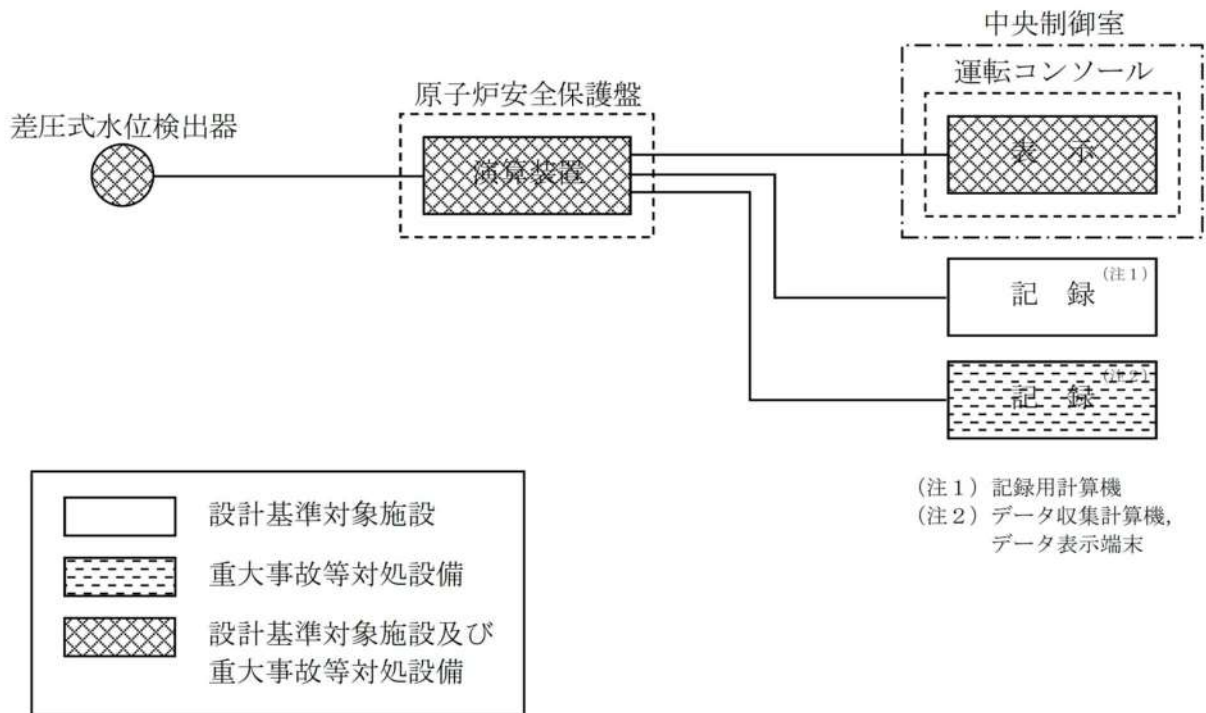 中央制御室
運転コンソール
原子炉安全保護盤
差圧式水位検出器
演算装置
表 示
記 録 (注1)
記 録 (注2)
(注1) 記録用計算機
(注2) データ収集計算機,
データ表示端末
設計基準対象施設
重大事故等対処設備
設計基準対象施設及び
重大事故等対処設備